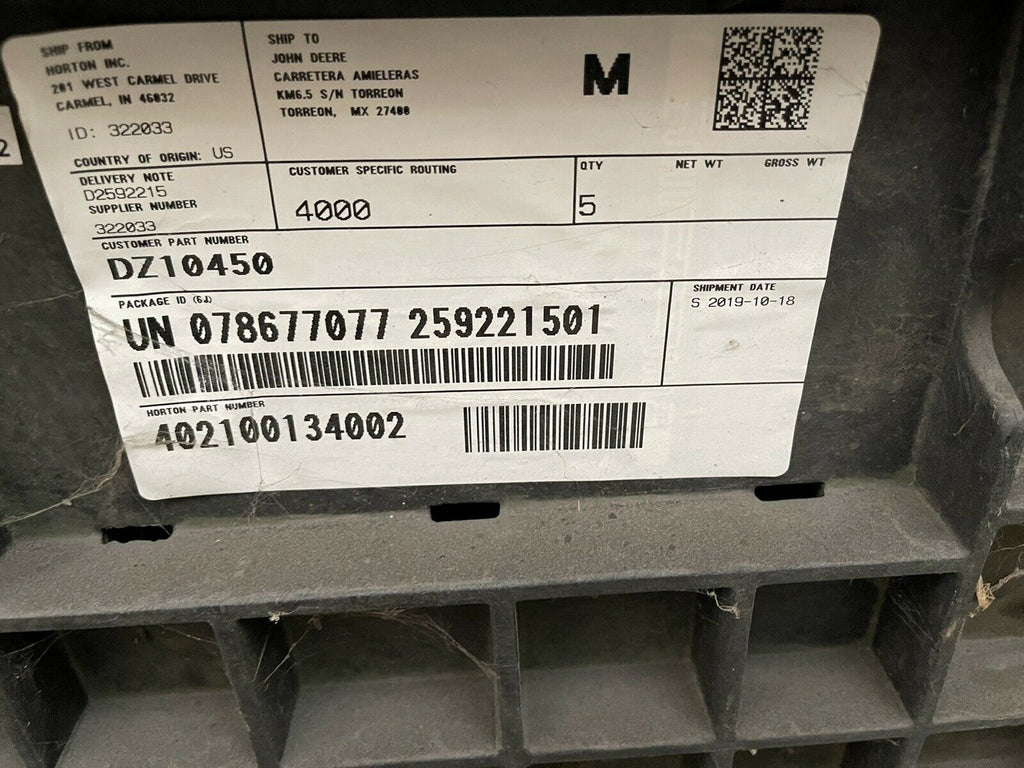 SHIP FROM
HORTON INC.
201 WEST CARMEL DRIVE
CARMEL, IN 46032
ID: 322033
COUNTRY OF ORIGIN: US
SHIP TO
JOHN DEERE
CARRETERA AMIELERAS
KM6.5 S/N TORREON
TORREON, MX 27400
M
DELIVERY NOTE
D2592215
SUPPLIER NUMBER
322033
CUSTOMER SPECIFIC ROUTING
4000
QTY
5
NET WT
GROSS WT
CUSTOMER PART NUMBER
DZ10450
PACKAGE ID (6J)
UN 078677077 259221501
SHIPMENT DATE
S 2019-10-18
HORTON PART NUMBER
402100134002
2